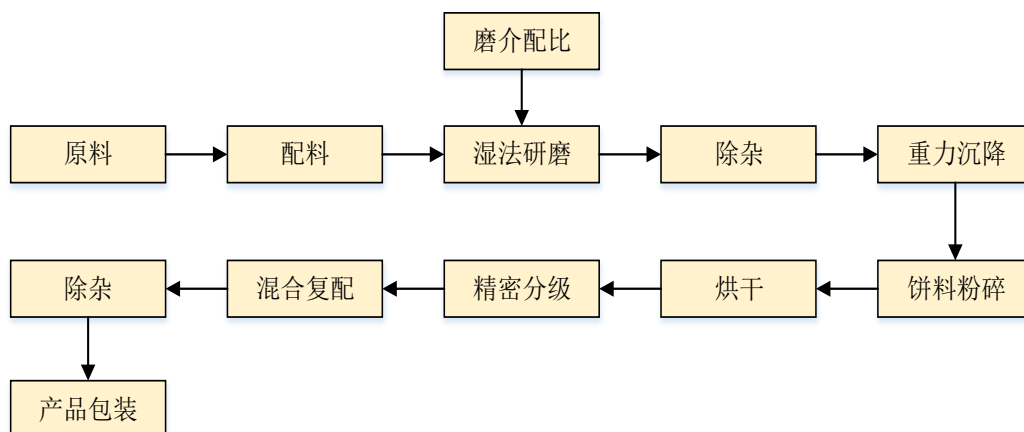 磨介配比
原料
配料
湿法研磨
除杂
重力沉降
除杂
混合复配
精密分级
烘干
饼料粉碎
产品包装